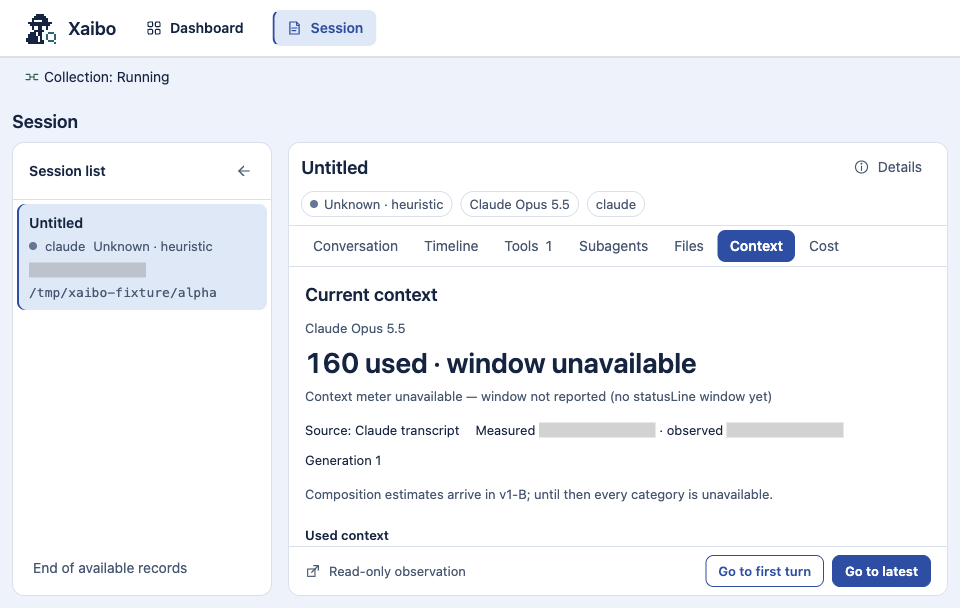 Xaibo
Dashboard
Session
Collection: Running
Session
Session list
Untitled
claude Unknown · heuristic
/tmp/xaibo-fixture/alpha
End of available records
Untitled
Details
Unknown · heuristic
Claude Opus 5.5
claude
Conversation
Timeline
Tools 1
Subagents
Files
Context
Cost
Current context
Claude Opus 5.5
160 used · window unavailable
Context meter unavailable — window not reported (no statusLine window yet)
Source: Claude transcript Measured · observed
Generation 1
Composition estimates arrive in v1-B; until then every category is unavailable.
Used context
Read-only observation
Go to first turn
Go to latest